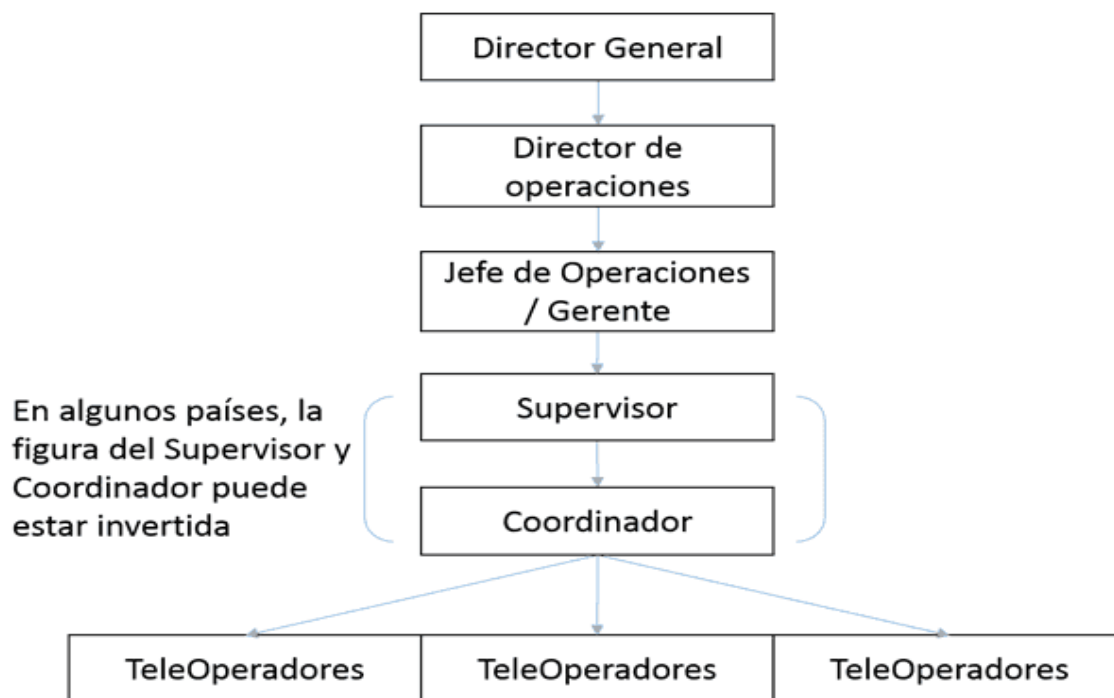 Director General
Director de
operaciones
Jefe de Operaciones
/ Gerente
En algunos países, la
figura del Supervisor y
Coordinador puede
estar invertida
Supervisor
Coordinador
TeleOperadores
TeleOperadores
TeleOperadores